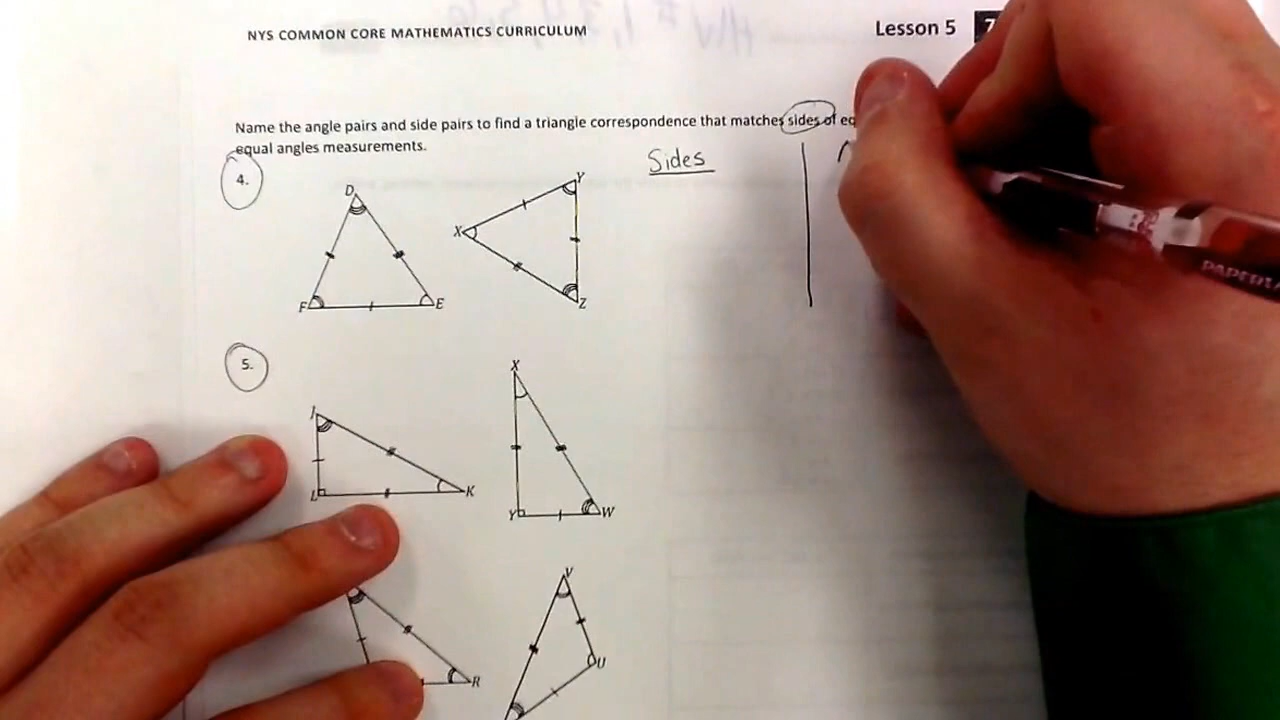 NYS COMMON CORE MATHEMATICS CURRICULUM
Lesson 5
Name the angle pairs and side pairs to find a triangle correspondence that matches sides of
equal angles measurements.
Sides
4.
D
Y
X
F
E
Z
5.
X
J
L
K
Y
W
V
U
R
PAPER